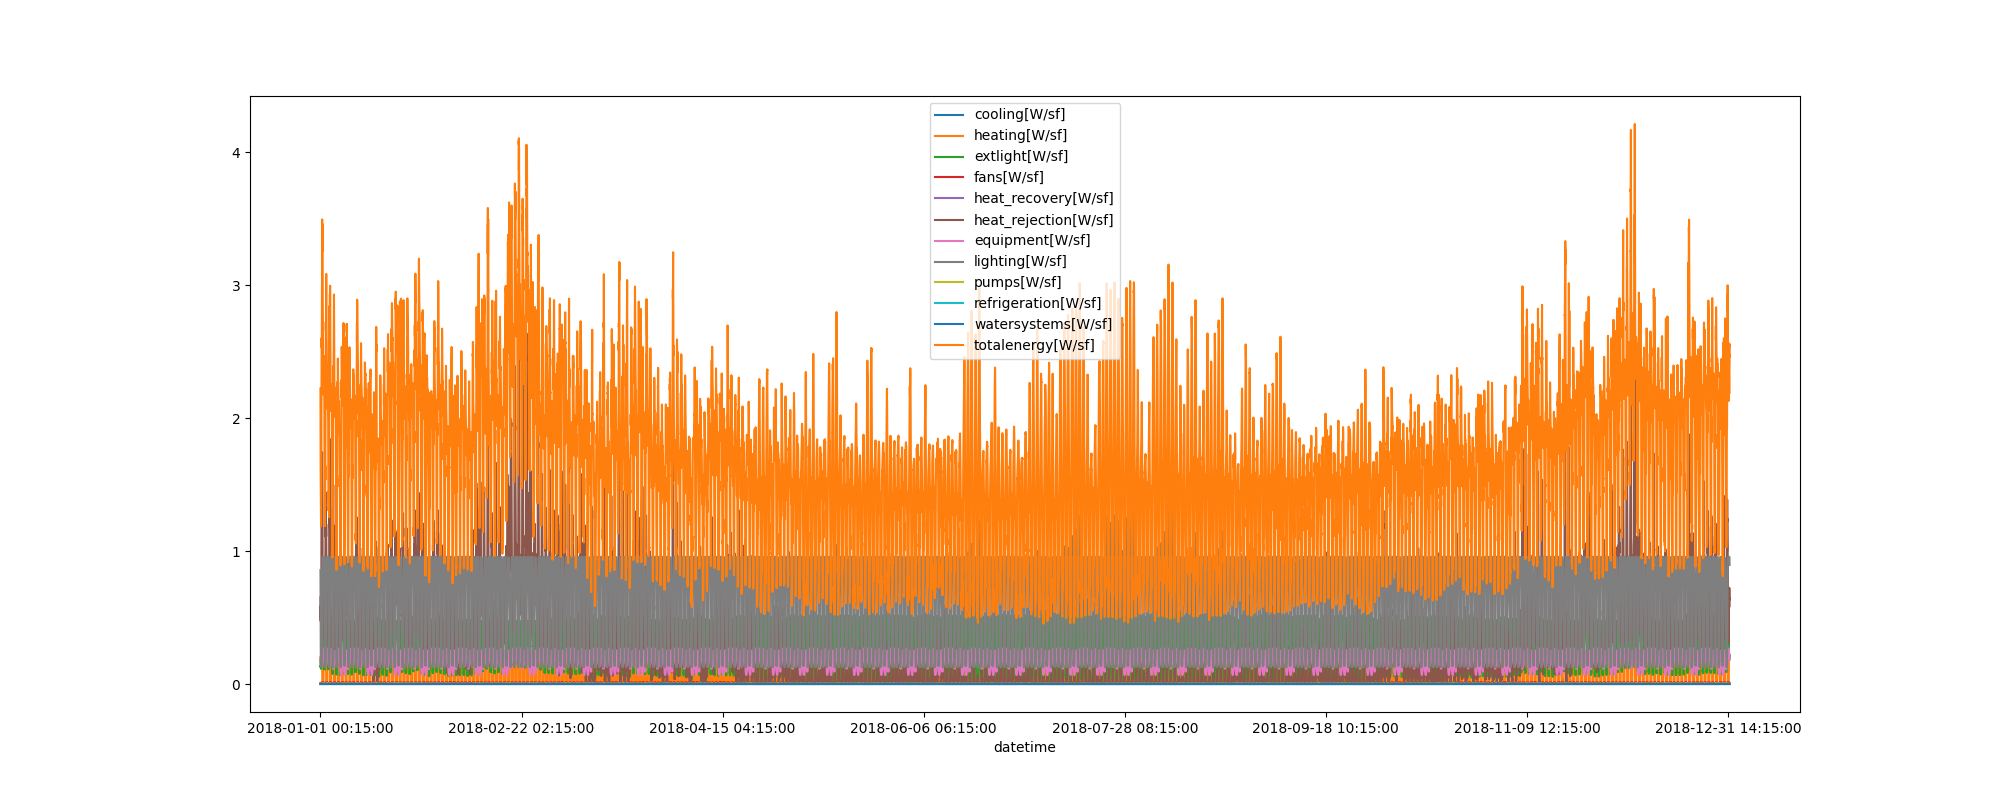 cooling[W/sf]
heating[W/sf]
extlight[W/sf]
fans[W/sf]
heat_recovery[W/sf]
heat_rejection[W/sf]
equipment[W/sf]
lighting[W/sf]
pumps[W/sf]
refrigeration[W/sf]
watersystems[W/sf]
totalenergy[W/sf]
4
3
2
1
0
2018-01-01 00:15:00
2018-02-22 02:15:00
2018-04-15 04:15:00
2018-06-06 06:15:00
2018-07-28 08:15:00
2018-09-18 10:15:00
2018-11-09 12:15:00
2018-12-31 14:15:00
datetime